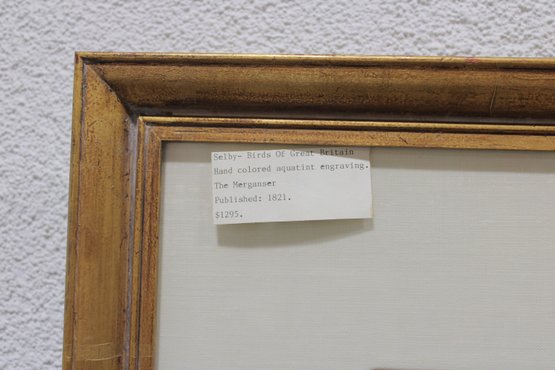 Selby- Birds Of Great Britain
Hand colored aquatint engraving.
The Merganser
Published: 1821.
$1295.